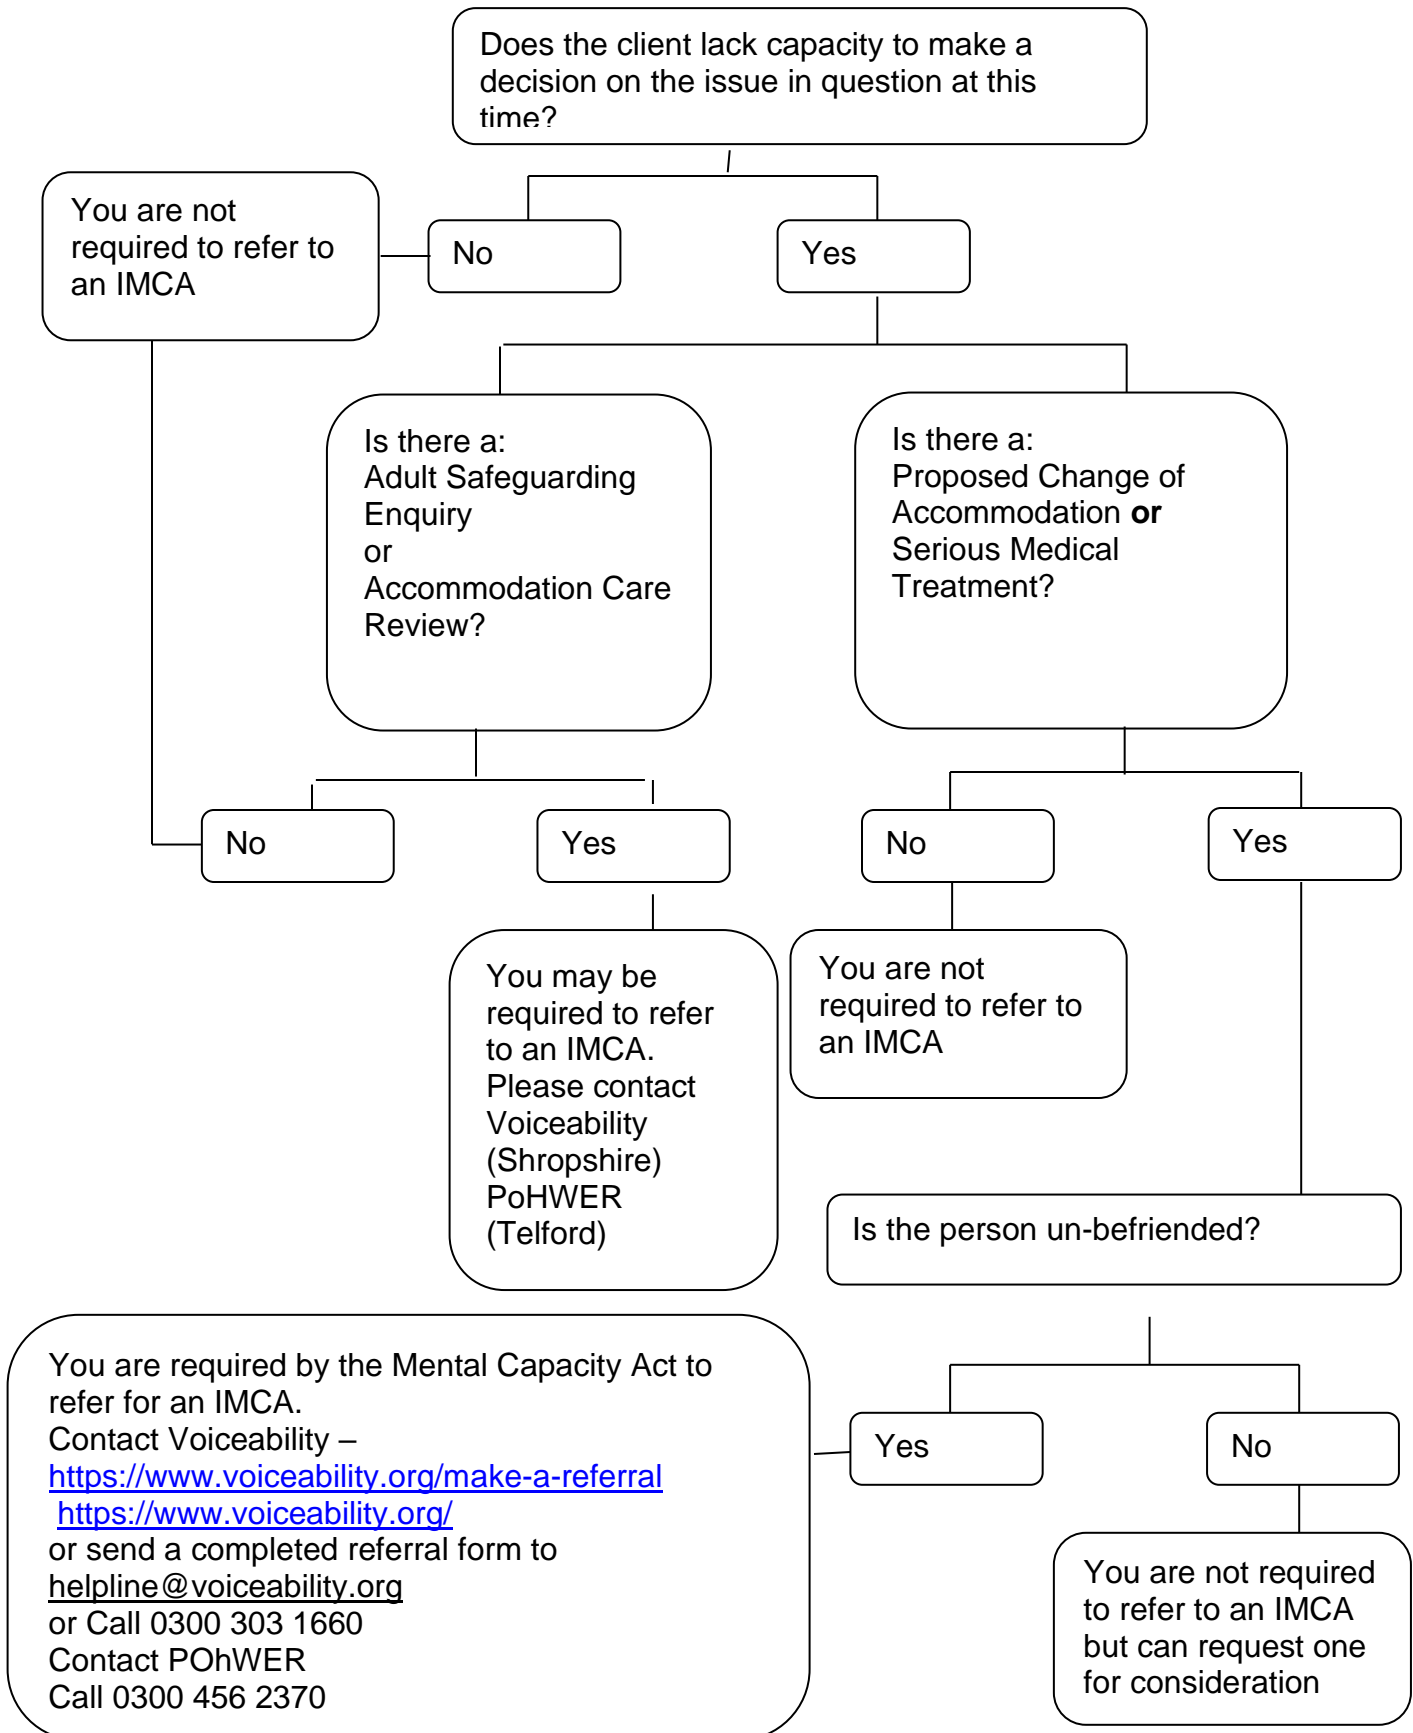 Does the client lack capacity to make a
decision on the issue in question at this
time?
You are not
required to refer to
an IMCA
No
Yes
Is there a:
Adult Safeguarding
Enquiry
or
Accommodation Care
Review?
Is there a:
Proposed Change of
Accommodation or
Serious Medical
Treatment?
No
Yes
No
Yes
You may be
required to refer
to an IMCA.
Please contact
Voiceability
(Shropshire)
PoHWER
(Telford)
You are not
required to refer to
an IMCA
Is the person un-befriended?
You are required by the Mental Capacity Act to
refer for an IMCA.
Contact Voiceability –
https://www.voiceability.org/make-a-referral
https://www.voiceability.org/
or send a completed referral form to
helpline@voiceability.org
or Call 0300 303 1660
Contact POhWER
Call 0300 456 2370
Yes
No
You are not required
to refer to an IMCA
but can request one
for consideration